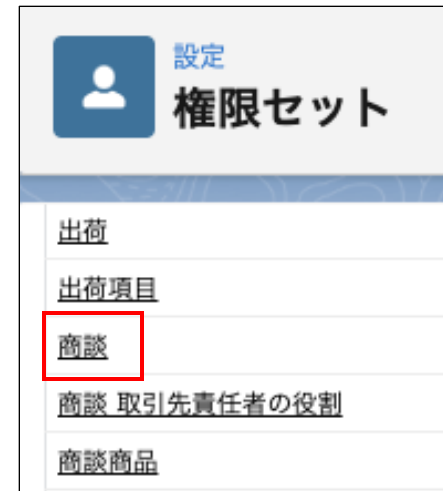 設定
権限セット
出荷
出荷項目
商談
商談 取引先責任者の役割
商談商品